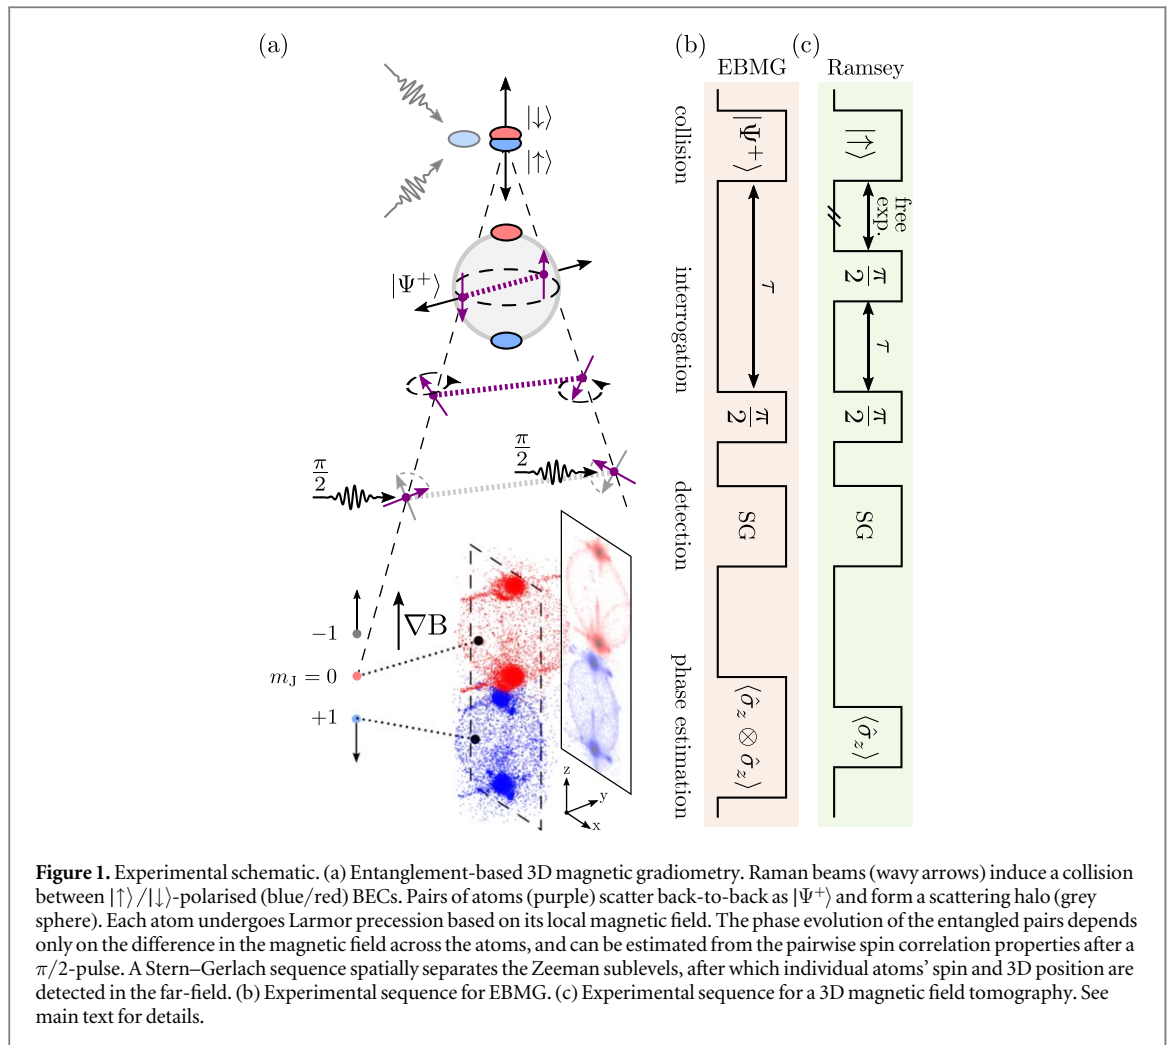 (a)
|↓⟩
|↑⟩
|Ψ⁺⟩
π/2
π/2
∇B
−1
m_J = 0
+1
z
y
x
(b)
EBMG
collision
interrogation
detection
phase estimation
|Ψ⁺⟩
τ
π/2
SG
⟨σ̂_z ⊗ σ̂_z⟩
(c)
Ramsey
|↑⟩
free
exp.
π/2
τ
π/2
SG
⟨σ̂_z⟩
Figure 1. Experimental schematic. (a) Entanglement-based 3D magnetic gradiometry. Raman beams (wavy arrows) induce a collision
between |↑⟩/|↓⟩-polarised (blue/red) BECs. Pairs of atoms (purple) scatter back-to-back as |Ψ⁺⟩ and form a scattering halo (grey
sphere). Each atom undergoes Larmor precession based on its local magnetic field. The phase evolution of the entangled pairs depends
only on the difference in the magnetic field across the atoms, and can be estimated from the pairwise spin correlation properties after a
π/2-pulse. A Stern–Gerlach sequence spatially separates the Zeeman sublevels, after which individual atoms' spin and 3D position are
detected in the far-field. (b) Experimental sequence for EBMG. (c) Experimental sequence for a 3D magnetic field tomography. See
main text for details.